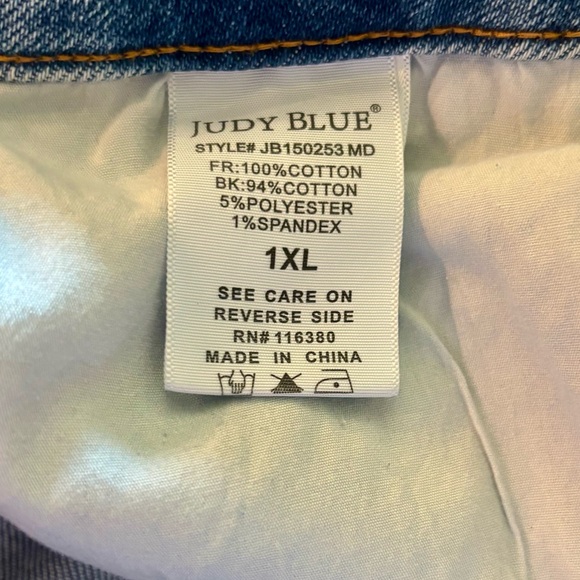 JUDY BLUE®
STYLE# JB150253 MD
FR:100%COTTON
BK:94%COTTON
5%POLYESTER
1%SPANDEX
1XL
SEE CARE ON
REVERSE SIDE
RN# 116380
MADE IN CHINA